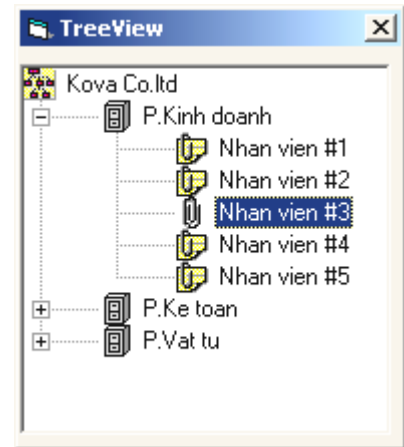 TreeView
Kova Co.ltd
P.Kinh doanh
Nhan vien #1
Nhan vien #2
Nhan vien #3
Nhan vien #4
Nhan vien #5
P.Ke toan
P.Vat tu